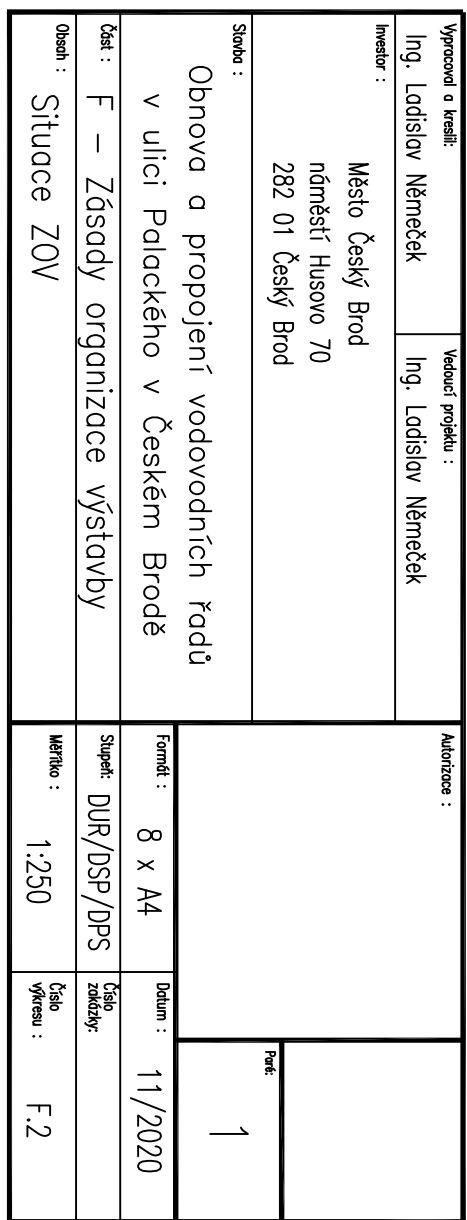 Vypracoval a kreslil:
Ing. Ladislav Němeček
Vedoucí projektu :
Ing. Ladislav Němeček
Autorizace :
Investor :
Město Český Brod
náměstí Husovo 70
282 01 Český Brod
Paré:
1
Stavba :
Obnova a propojení vodovodních řadů
v ulici Palackého v Českém Brodě
Formát :
8 x A4
Datum :
11/2020
Část :
F – Zásady organizace výstavby
Stupeň:
DUR/DSP/DPS
Číslo
zakázky:
Obsah :
Situace ZOV
Měřítko :
1:250
Číslo
výkresu :
F.2